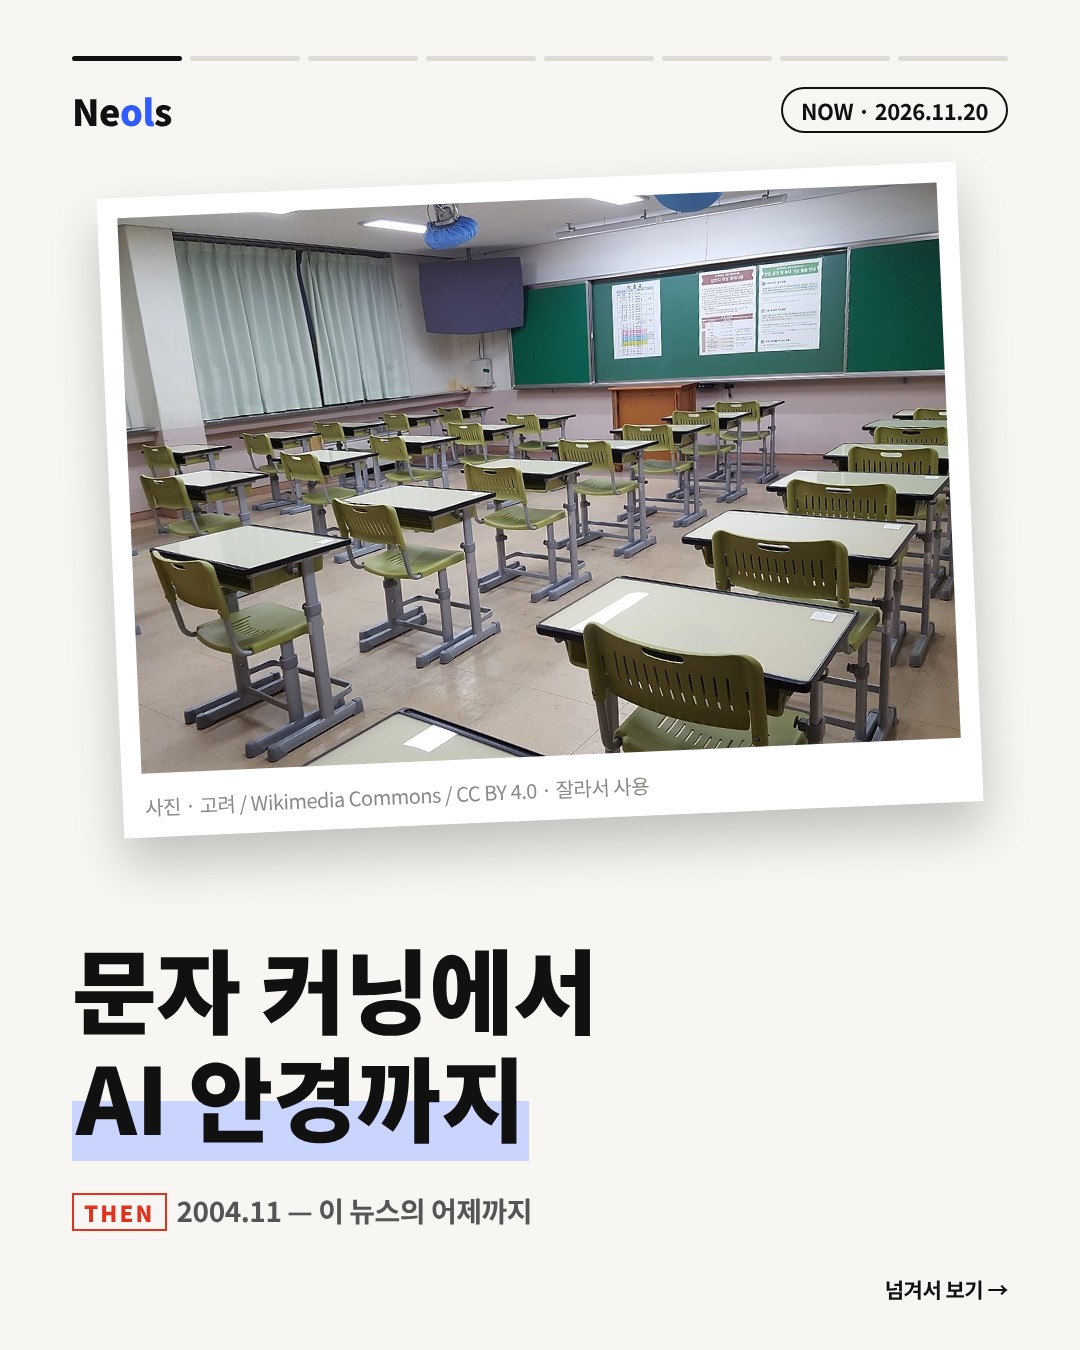 Neols
NOW · 2026.11.20
사진 · 고려 / Wikimedia Commons / CC BY 4.0 · 잘라서 사용
문자 커닝에서
AI 안경까지
THEN 2004.11 — 이 뉴스의 어제까지
넘겨서 보기 →